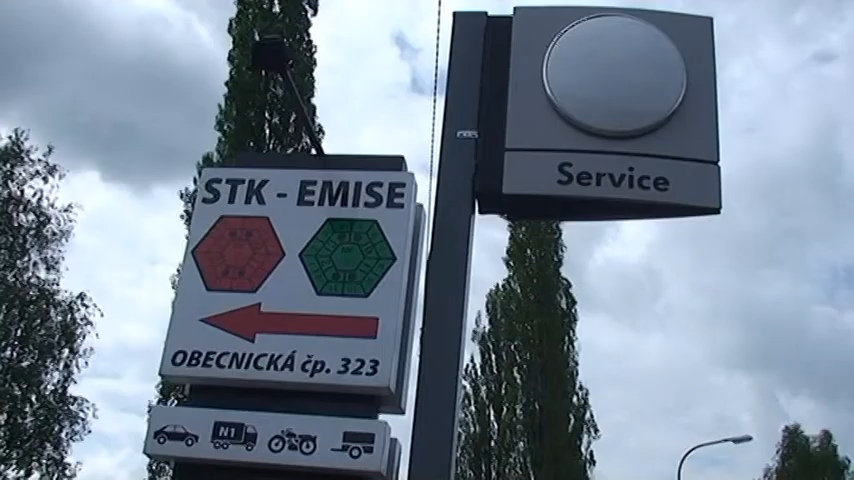 STK - EMISE
OBECNICKÁ čp. 323
N1
Service